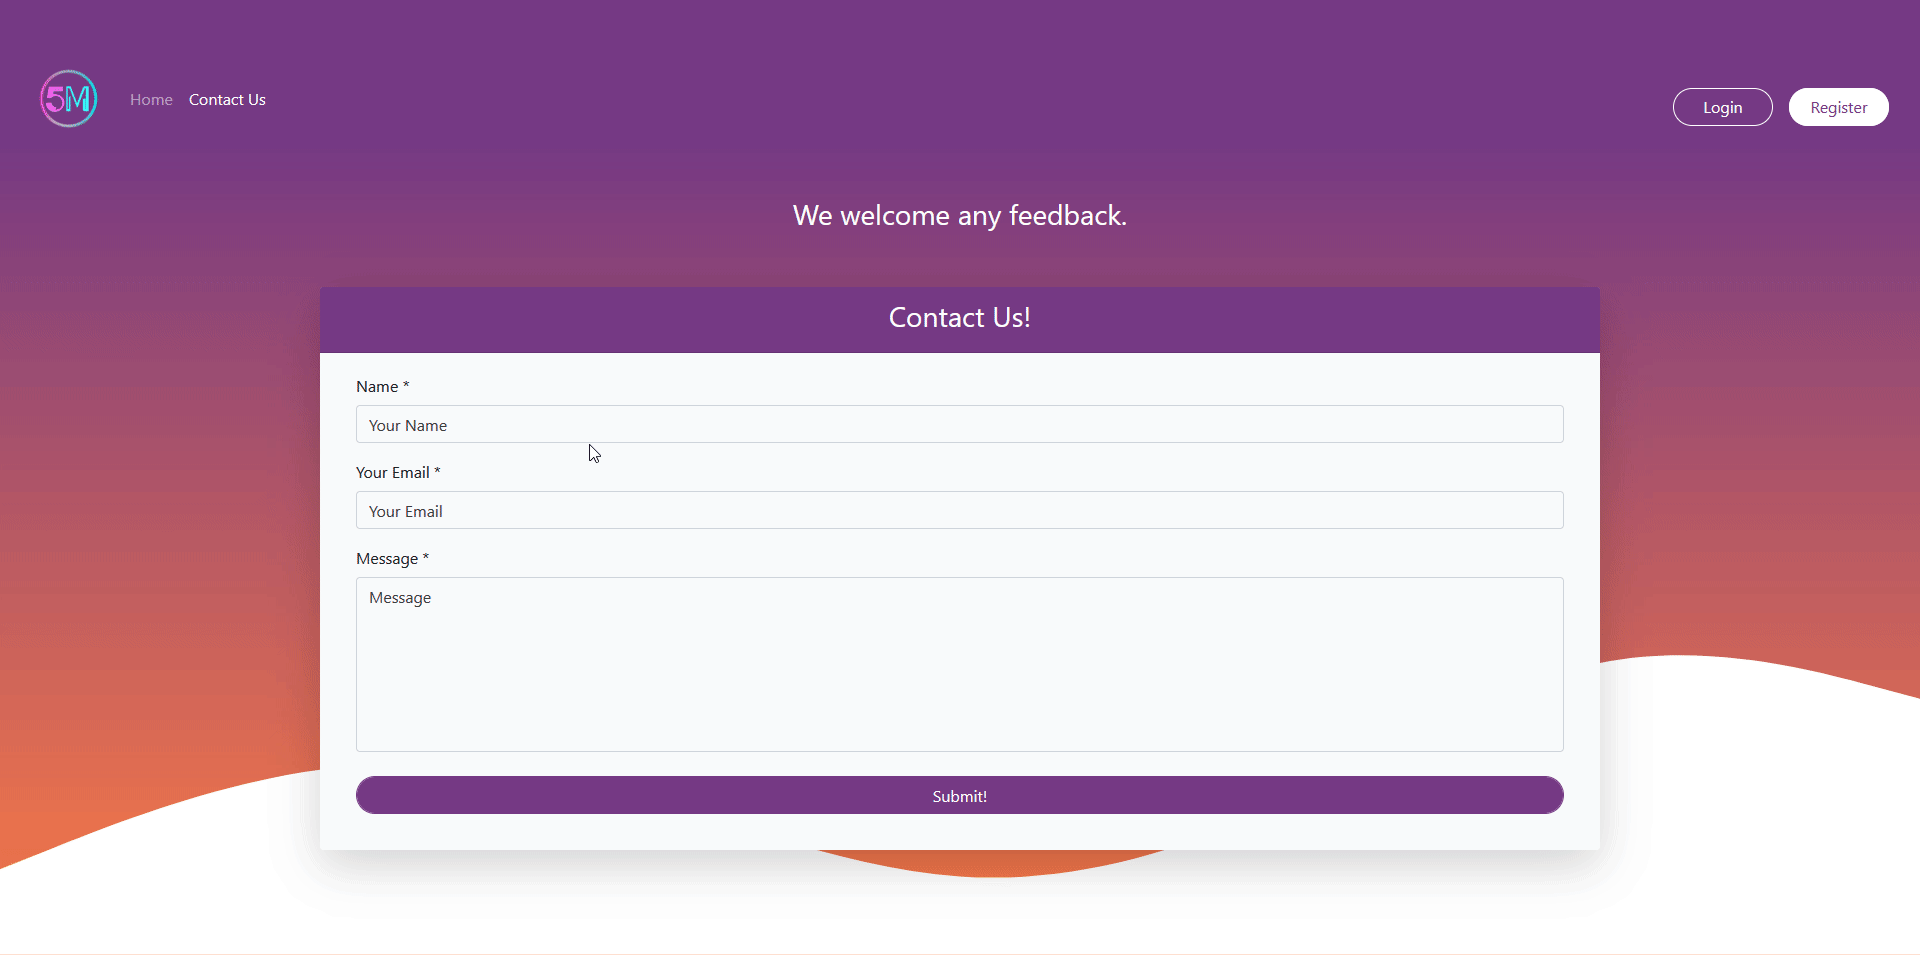 5M
Home
Contact Us
Login
Register
We welcome any feedback.
Contact Us!
Name *
Your Name
Your Email *
Your Email
Message *
Message
Submit!